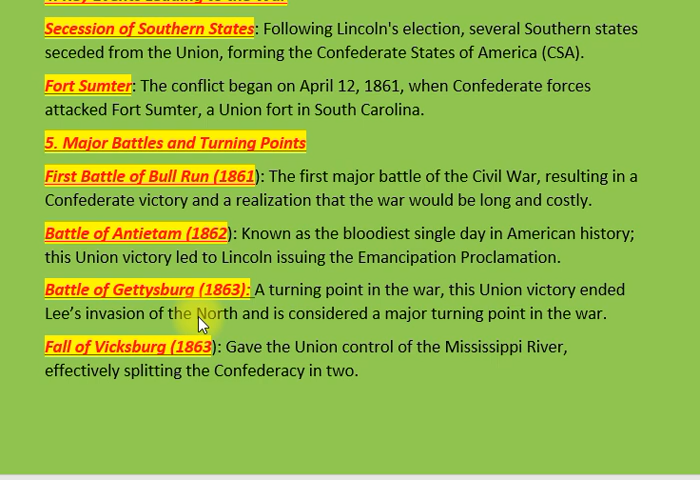 Secession of Southern States: Following Lincoln's election, several Southern states
seceded from the Union, forming the Confederate States of America (CSA).
Fort Sumter: The conflict began on April 12, 1861, when Confederate forces
attacked Fort Sumter, a Union fort in South Carolina.
5. Major Battles and Turning Points
First Battle of Bull Run (1861): The first major battle of the Civil War, resulting in a
Confederate victory and a realization that the war would be long and costly.
Battle of Antietam (1862): Known as the bloodiest single day in American history;
this Union victory led to Lincoln issuing the Emancipation Proclamation.
Battle of Gettysburg (1863): A turning point in the war, this Union victory ended
Lee’s invasion of the North and is considered a major turning point in the war.
Fall of Vicksburg (1863): Gave the Union control of the Mississippi River,
effectively splitting the Confederacy in two.